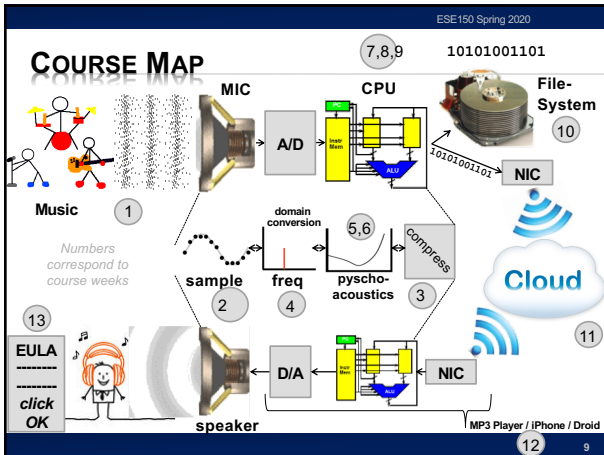 ESE150 Spring 2020
COURSE MAP
7,8,9
10101001101
MIC
CPU
File-
System
10
PC
Instr
Mem
ALU
A/D
10101001101
NIC
Music
1
Numbers
correspond to
course weeks
domain
conversion
5,6
compress
sample
freq
pyscho-
acoustics
2
4
3
Cloud
11
13
EULA
--------
--------
click
OK
D/A
PC
Instr
Mem
ALU
NIC
speaker
MP3 Player / iPhone / Droid
12
9